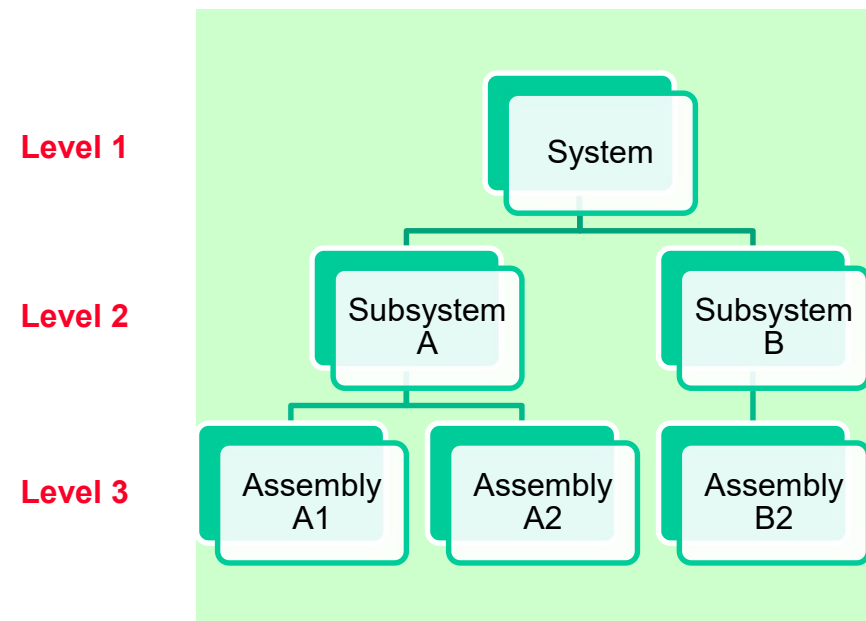 Level 1
System
Level 2
Subsystem
A
Subsystem
B
Level 3
Assembly
A1
Assembly
A2
Assembly
B2